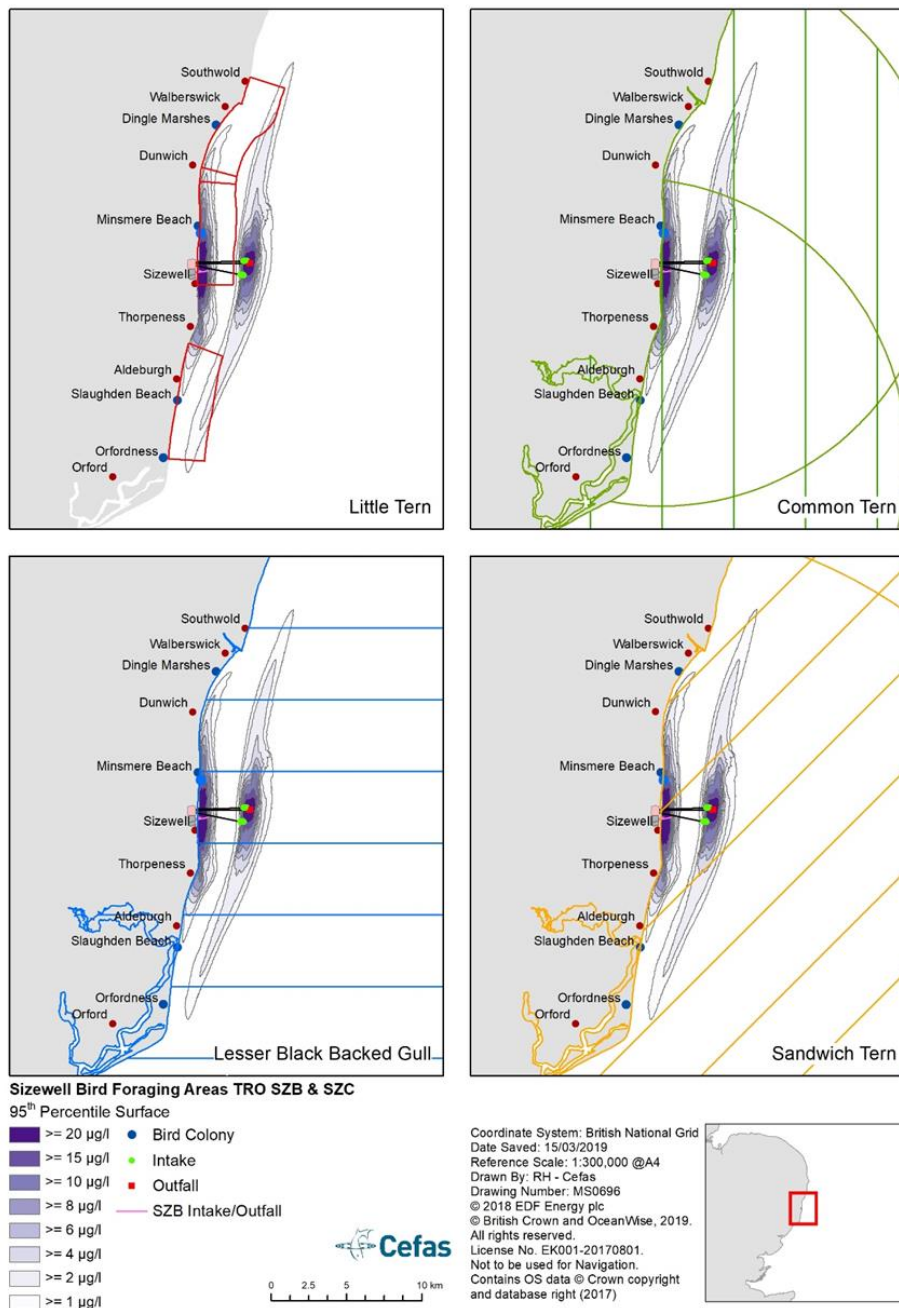 Southwold
Walberswick
Dingle Marshes
Dunwich
Minsmere Beach
Sizewell
Thorpeness
Aldeburgh
Slaughden Beach
Orfordness
Orford
Little Tern
Southwold
Walberswick
Dingle Marshes
Dunwich
Minsmere Beach
Sizewell
Thorpeness
Aldeburgh
Slaughden Beach
Orfordness
Orford
Common Tern
Southwold
Walberswick
Dingle Marshes
Dunwich
Minsmere Beach
Sizewell
Thorpeness
Aldeburgh
Slaughden Beach
Orfordness
Orford
Lesser Black Backed Gull
Southwold
Walberswick
Dingle Marshes
Dunwich
Minsmere Beach
Sizewell
Thorpeness
Aldeburgh
Slaughden Beach
Orfordness
Orford
Sandwich Tern
Sizewell Bird Foraging Areas TRO SZB & SZC
95th Percentile Surface
>= 20 µg/l
>= 15 µg/l
>= 10 µg/l
>= 8 µg/l
>= 6 µg/l
>= 4 µg/l
>= 2 µg/l
>= 1 µg/l
Bird Colony
Intake
Outfall
SZB Intake/Outfall
Cefas
0 2.5 5 10 km
Coordinate System: British National Grid
Date Saved: 15/03/2019
Reference Scale: 1:300,000 @A4
Drawn By: RH - Cefas
Drawing Number: MS0696
© 2018 EDF Energy plc
© British Crown and OceanWise, 2019.
All rights reserved.
License No. EK001-20170801.
Not to be used for Navigation.
Contains OS data © Crown copyright
and database right (2017)